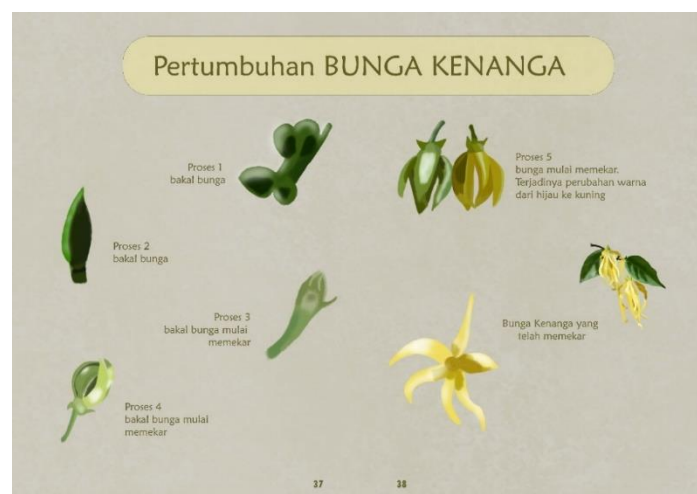 Pertumbuhan BUNGA KENANGA
Proses 1
bakal bunga
Proses 2
bakal bunga
Proses 3
bakal bunga mulai
memekar
Proses 4
bakal bunga mulai
memekar
Proses 5
bunga mulai memekar.
Terjadinya perubahan warna
dari hijau ke kuning
Bunga Kenanga yang
telah memekar
37
38